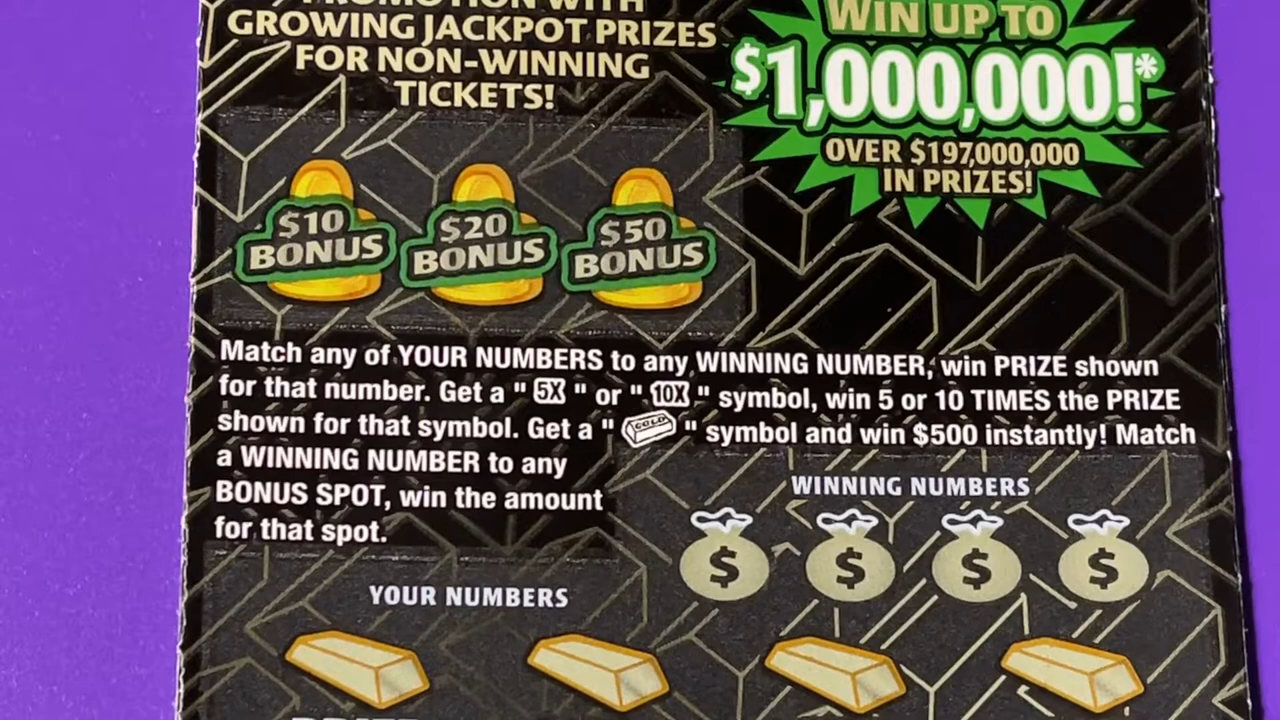 PROMOTION WITH
GROWING JACKPOT PRIZES
FOR NON-WINNING
TICKETS!
WIN UP TO
$1,000,000!*
OVER $197,000,000
IN PRIZES!
$10
BONUS
$20
BONUS
$50
BONUS
Match any of YOUR NUMBERS to any WINNING NUMBER, win PRIZE shown
for that number. Get a " 5X " or " 10X " symbol, win 5 or 10 TIMES the PRIZE
shown for that symbol. Get a " GOLD " symbol and win $500 instantly! Match
a WINNING NUMBER to any
BONUS SPOT, win the amount
for that spot.
WINNING NUMBERS
$ $ $ $
YOUR NUMBERS